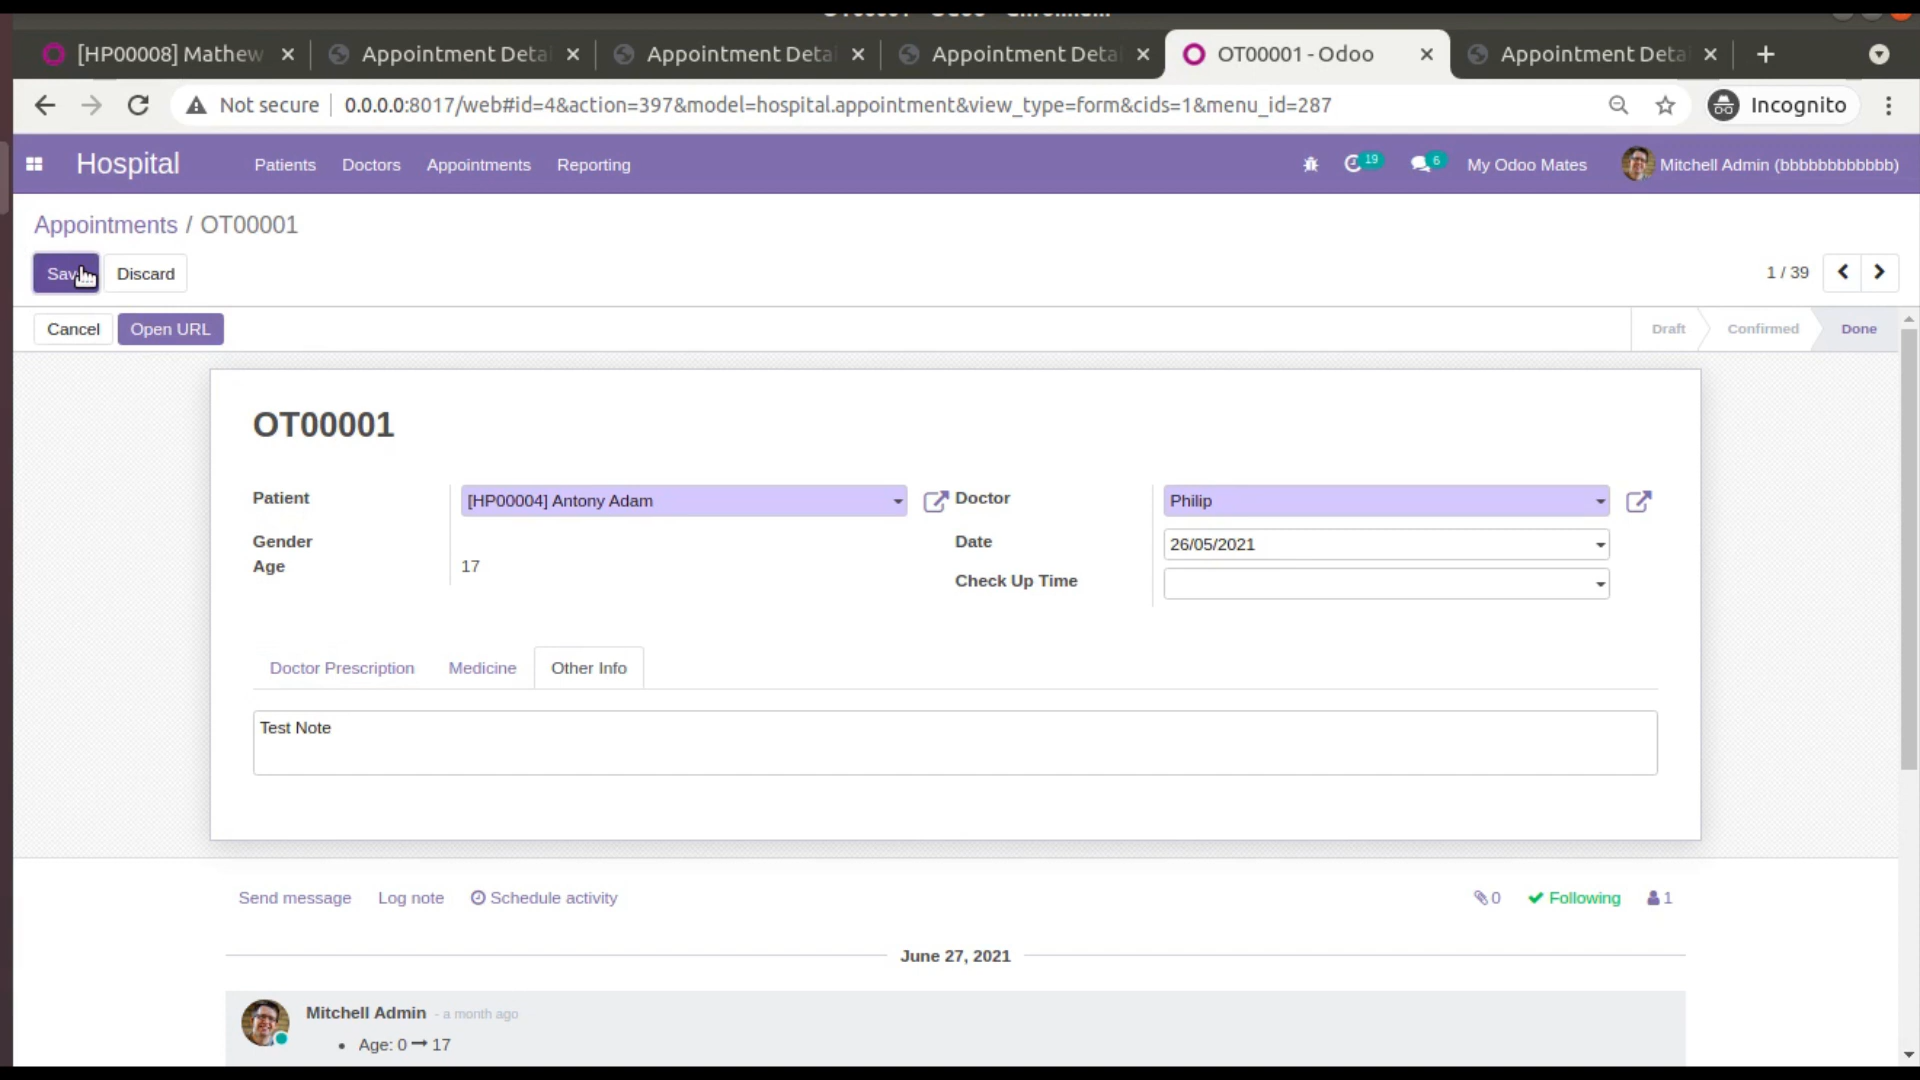 [HP00008] Mathew
Appointment Deta
Appointment Deta
Appointment Deta
OT00001 - Odoo
Appointment Deta
Not secure
0.0.0.0:8017/web#id=4&action=397&model=hospital.appointment&view_type=form&cids=1&menu_id=287
Incognito
Hospital
Patients
Doctors
Appointments
Reporting
19
6
My Odoo Mates
Mitchell Admin (bbbbbbbbbbbb)
Appointments / OT00001
Sav
Discard
1 / 39
Cancel
Open URL
Draft
Confirmed
Done
OT00001
Patient
[HP00004] Antony Adam
Doctor
Philip
Gender
Date
26/05/2021
Age
17
Check Up Time
Doctor Prescription
Medicine
Other Info
Test Note
Send message
Log note
Schedule activity
0
Following
1
June 27, 2021
Mitchell Admin - a month ago
• Age: 0 → 17